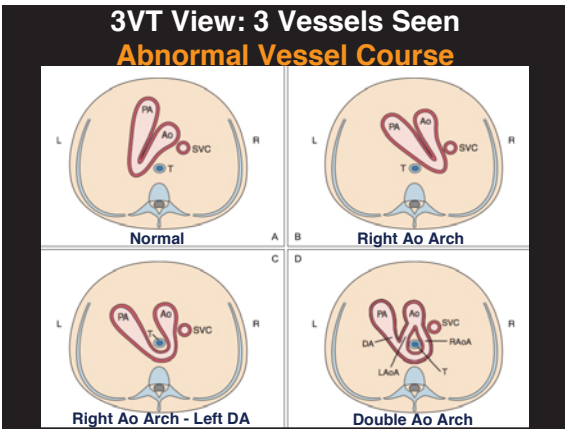 3VT View: 3 Vessels Seen
Abnormal Vessel Course
PA
Ao
L
R
SVC
T
Normal
A
PA
Ao
L
R
SVC
T
B
Right Ao Arch
C
PA
Ao
L
R
T
SVC
Right Ao Arch - Left DA
D
PA
Ao
L
R
SVC
DA
RAoA
LAoA
T
Double Ao Arch